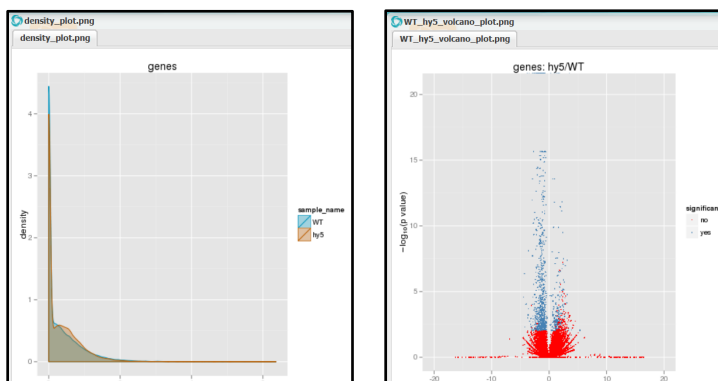 density_plot.png
density_plot.png
genes
4
3
2
1
0
density
sample_name
WT
hy5
WT_hy5_volcano_plot.png
WT_hy5_volcano_plot.png
genes: hy5/WT
20
15
10
5
0
-log₁₀(p value)
-20
-10
0
10
20
significan
no
yes